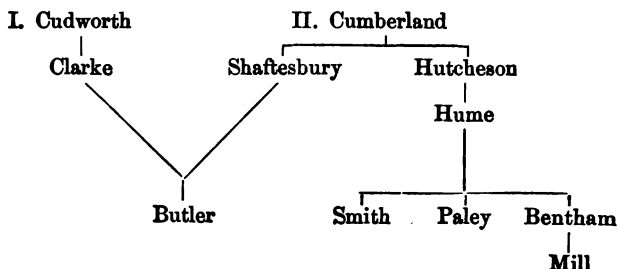 I. Cudworth II. Cumberland
Clarke Shaftesbury Hutcheson
Hume
Butler Smith Paley Bentham
Mill